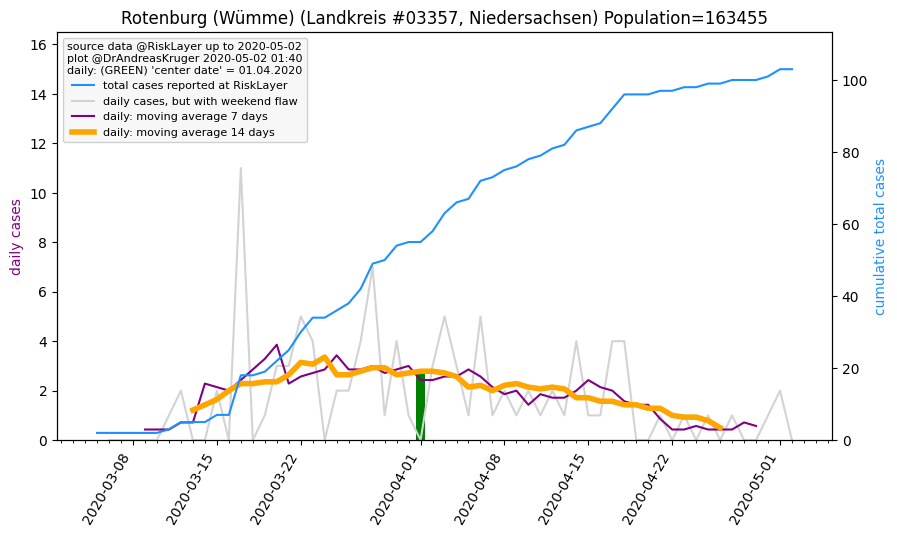 Rotenburg (Wümme) (Landkreis #03357, Niedersachsen) Population=163455
source data @RiskLayer up to 2020-05-02
plot @DrAndreasKruger 2020-05-02 01:40
daily: (GREEN) 'center date' = 01.04.2020
total cases reported at RiskLayer
daily cases, but with weekend flaw
daily: moving average 7 days
daily: moving average 14 days
daily cases
16
14
12
10
8
6
4
2
0
cumulative total cases
100
80
60
40
20
0
2020-03-08
2020-03-15
2020-03-22
2020-04-01
2020-04-08
2020-04-15
2020-04-22
2020-05-01